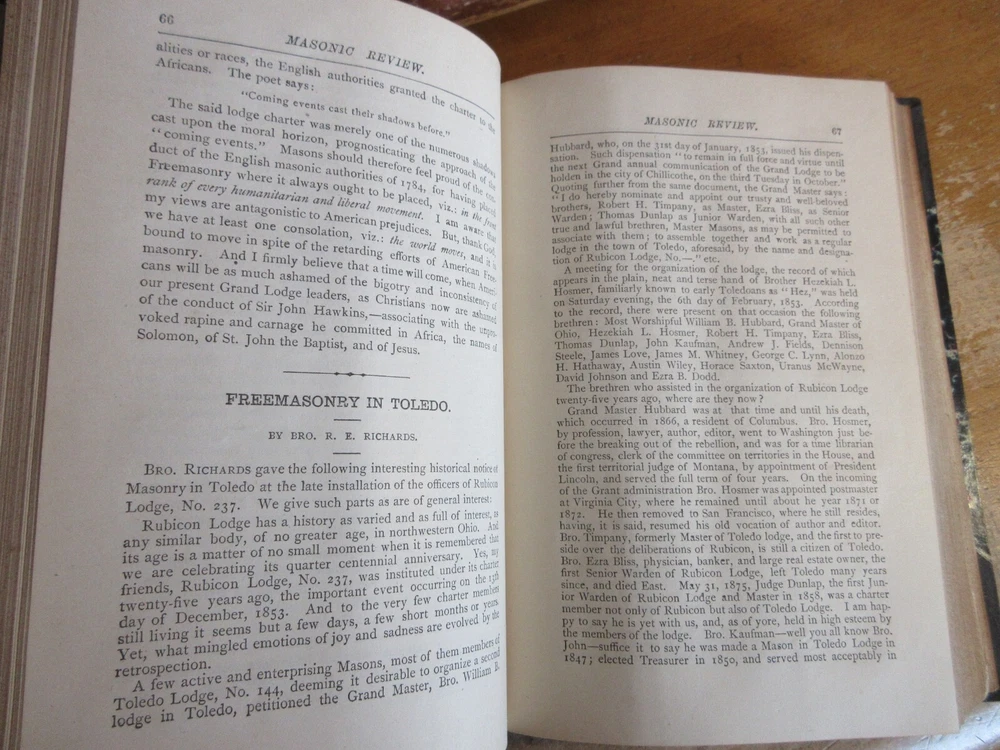 66
MASONIC REVIEW.
alities or races, the English authorities granted the charter to the
Africans. The poet says:
"Coming events cast their shadows before."
The said lodge charter was merely one of the numerous shadows
cast upon the moral horizon, prognosticating the approach of the
"coming events." Masons should therefore feel proud of the con-
duct of the English masonic authorities of 1784, for having placed
Freemasonry where it always ought to be placed, viz.: in the front
rank of every humanitarian and liberal movement. I am aware that
my views are antagonistic to American prejudices. But, thank God,
we have at least one consolation, viz.: the world moves, and it is
bound to move in spite of the retarding efforts of American Free-
masonry. And I firmly believe that a time will come, when Ameri-
cans will be as much ashamed of the bigotry and inconsistency of
our present Grand Lodge leaders, as Christians now are ashamed
of the conduct of Sir John Hawkins,—associating with the unpro-
voked rapine and carnage he committed in Africa, the names of
Solomon, of St. John the Baptist, and of Jesus.
FREEMASONRY IN TOLEDO.
BY BRO. R. E. RICHARDS.
BRO. RICHARDS gave the following interesting historical notice of
Masonry in Toledo at the late installation of the officers of Rubicon
Lodge, No. 237. We give such parts as are of general interest:
Rubicon Lodge has a history as varied and as full of interest, as
any similar body, of no greater age, in northwestern Ohio. And
its age is a matter of no small moment when it is remembered that
we are celebrating its quarter centennial anniversary. Yes, my
friends, Rubicon Lodge, No. 237, was instituted under its charter
twenty-five years ago, the important event occurring on the 13th
day of December, 1853. And to the very few charter members
still living it seems but a few days, a few short months or years.
Yet, what mingled emotions of joy and sadness are evolved by the
retrospection.
A few active and enterprising Masons, most of them members of
Toledo Lodge, No. 144, deeming it desirable to organize a second
lodge in Toledo, petitioned the Grand Master, Bro. William B.
MASONIC REVIEW.
67
Hubbard, who, on the 31st day of January, 1853, issued his dispen-
sation. Such dispensation "to remain in full force and virtue until
the next Grand annual communication of the Grand Lodge to be
holden in the city of Chillicothe, on the third Tuesday in October."
Quoting further from the same document, the Grand Master says:
"I do hereby nominate and appoint our trusty and well-beloved
brothers, Robert H. Timpany, as Master, Ezra Bliss, as Senior
Warden; Thomas Dunlap as Junior Warden, with all such other
true and lawful brethren, Master Masons, as may be permitted to
associate with them; to assemble together and work as a regular
lodge in the town of Toledo, aforesaid, by the name and designa-
tion of Rubicon Lodge, No.—." etc.
A meeting for the organization of the lodge, the record of which
appears in the plain, neat and terse hand of Brother Hezekiah L.
Hosmer, familiarly known to early Toledoans as "Hez," was held
on Saturday evening, the 6th day of February, 1853. According
to the record, there were present on that occasion the following
brethren: Most Worshipful William B. Hubbard, Grand Master of
Ohio, Hezekiah L. Hosmer, Robert H. Timpany, Ezra Bliss,
Thomas Dunlap, John Kaufman, Andrew J. Fields, Dennison
Steele, James Love, James M. Whitney, George C. Lynn, Alonzo
H. Hathaway, Austin Wiley, Horace Saxton, Uranus McWayne,
David Johnson and Ezra B. Dodd.
The brethren who assisted in the organization of Rubicon Lodge
twenty-five years ago, where are they now?
Grand Master Hubbard was at that time and until his death,
which occurred in 1866, a resident of Columbus. Bro. Hosmer,
by profession, lawyer, author, editor, went to Washington just be-
fore the breaking out of the rebellion, and was for a time librarian
of congress, clerk of the committee on territories in the House, and
the first territorial judge of Montana, by appointment of President
Lincoln, and served the full term of four years. On the incoming
of the Grant administration Bro. Hosmer was appointed postmaster
at Virginia City, where he remained until about he year 1871 or
1872. He then removed to San Francisco, where he still resides,
having, it is said, resumed his old vocation of author and editor.
Bro. Timpany, formerly Master of Toledo lodge, and the first to pre-
side over the deliberations of Rubicon, is still a citizen of Toledo.
Bro. Ezra Bliss, physician, banker, and large real estate owner, the
first Senior Warden of Rubicon Lodge, left Toledo many years
since, and died East. May 31, 1875, Judge Dunlap, the first Jun-
ior Warden of Rubicon Lodge and Master in 1858, was a charter
member not only of Rubicon but also of Toledo Lodge. I am hap-
py to say he is yet with us, and, as of yore, held in high esteem by
the members of the lodge. Bro. Kaufman—well you all know Bro.
John—suffice it to say he was made a Mason in Toledo Lodge in
1847; elected Treasurer in 1850, and served most acceptably in